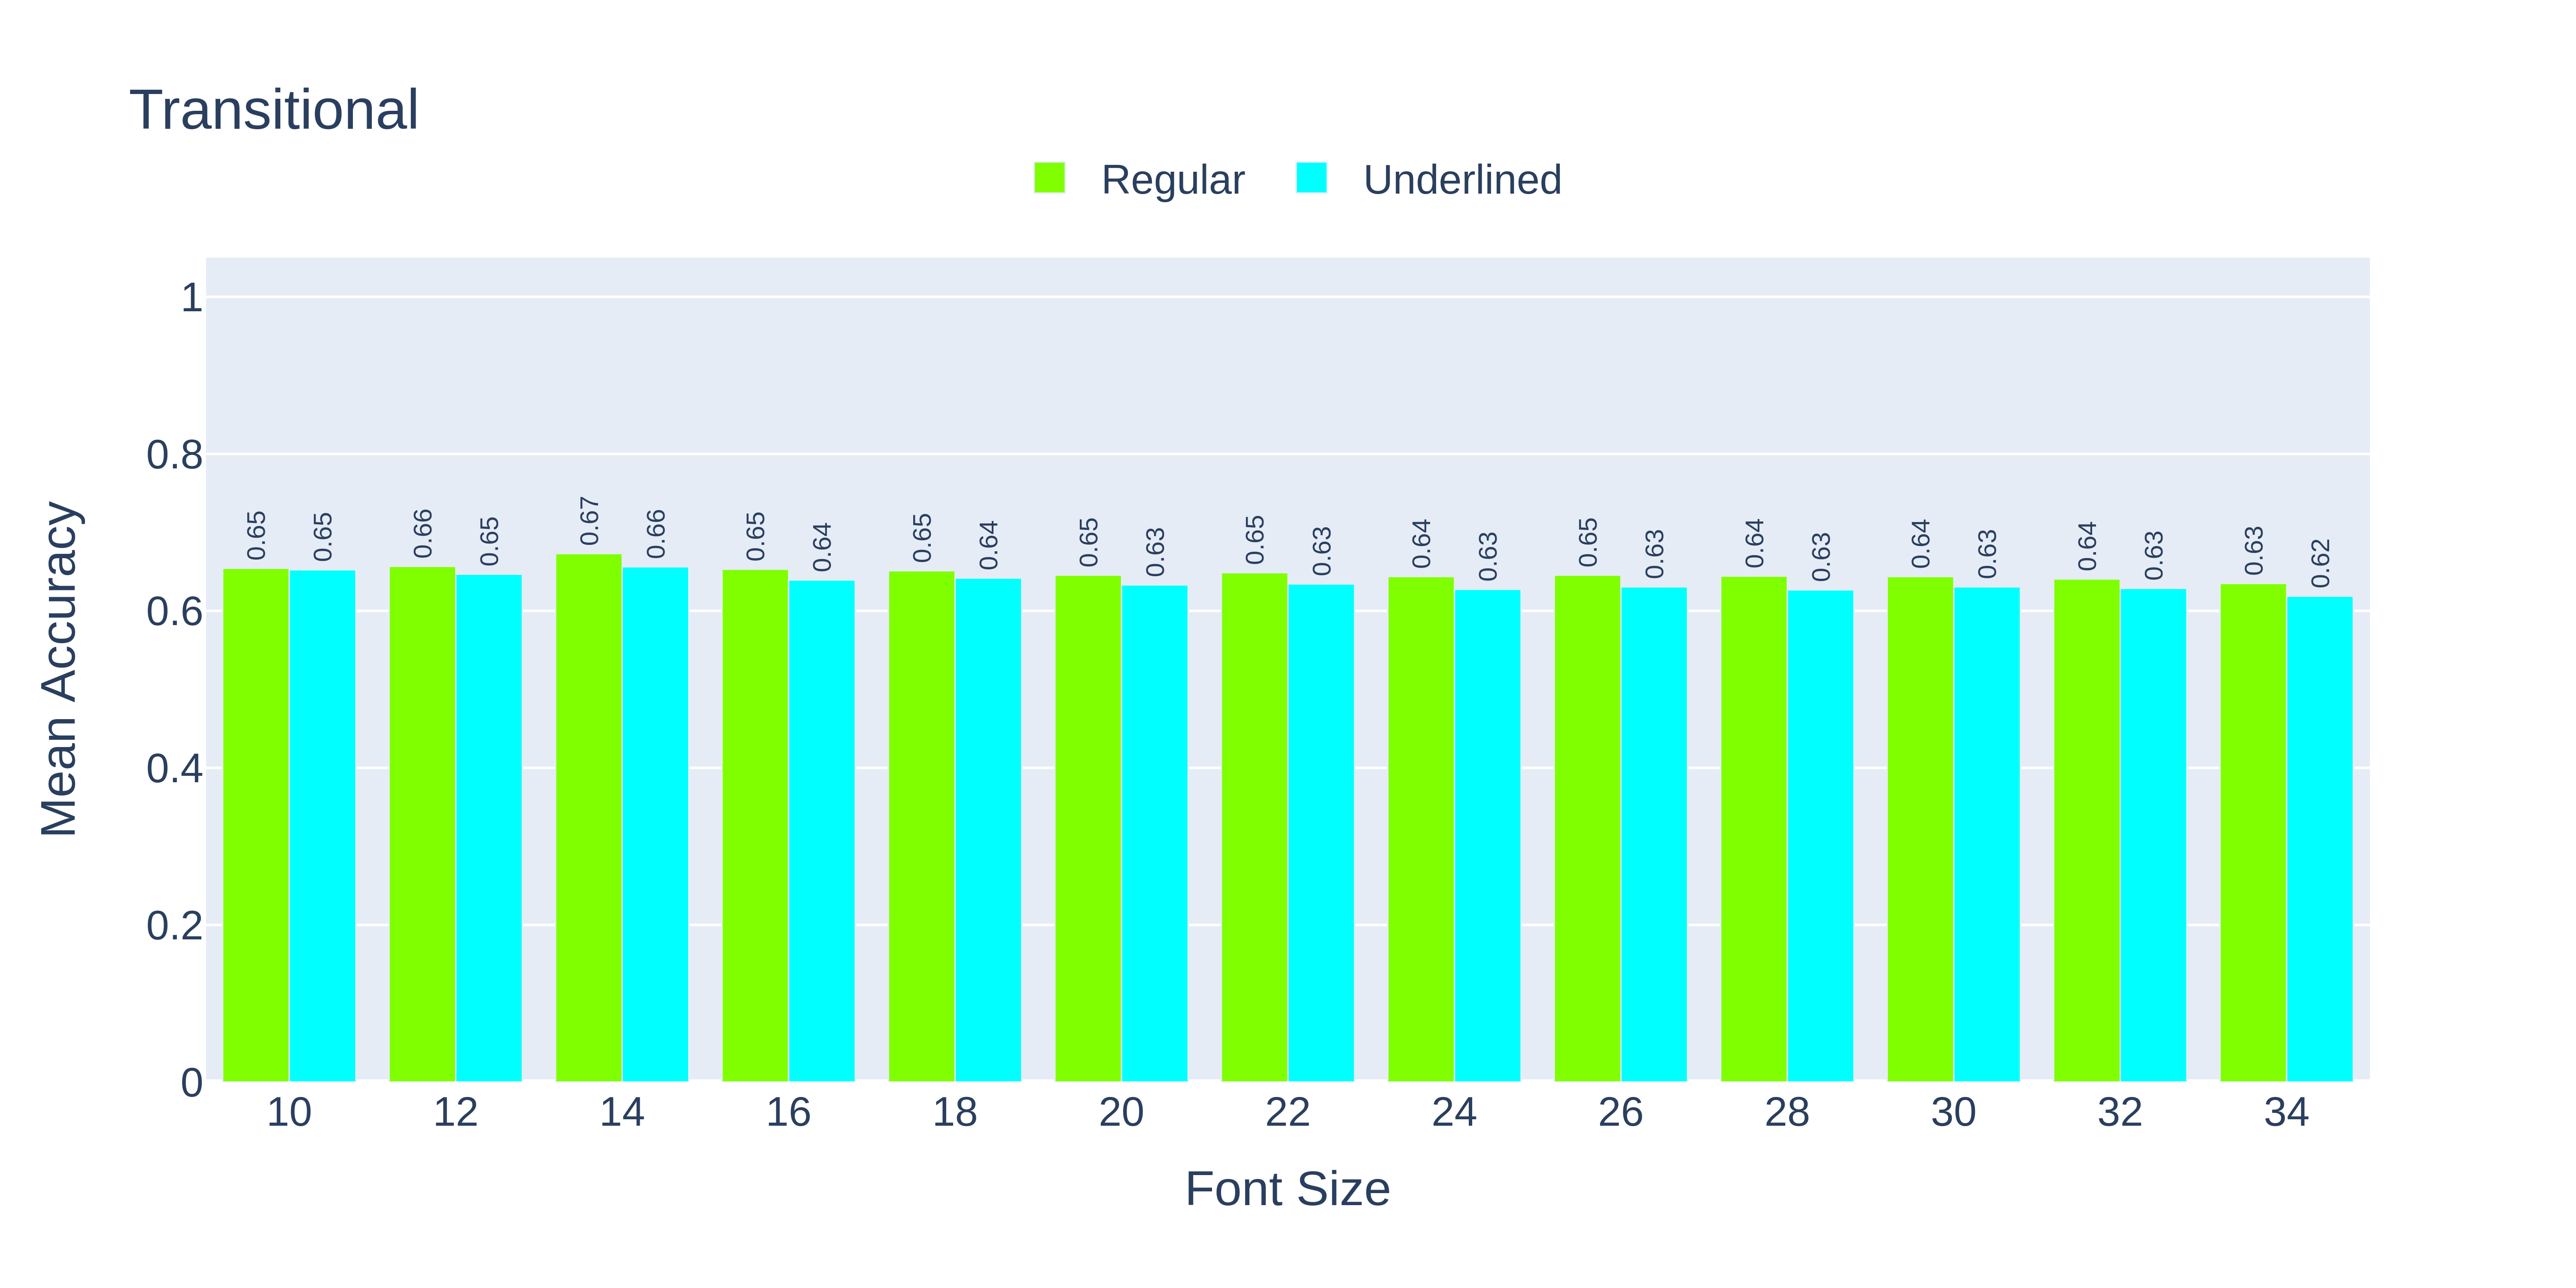 Transitional
Regular Underlined
Mean Accuracy
1
0.8
0.6
0.4
0.2
0
0.65 0.65 0.66 0.65 0.67 0.66 0.65 0.64 0.65 0.64 0.65 0.63 0.65 0.63 0.64 0.63 0.65 0.63 0.64 0.63 0.64 0.63 0.64 0.63 0.63 0.62
10 12 14 16 18 20 22 24 26 28 30 32 34
Font Size